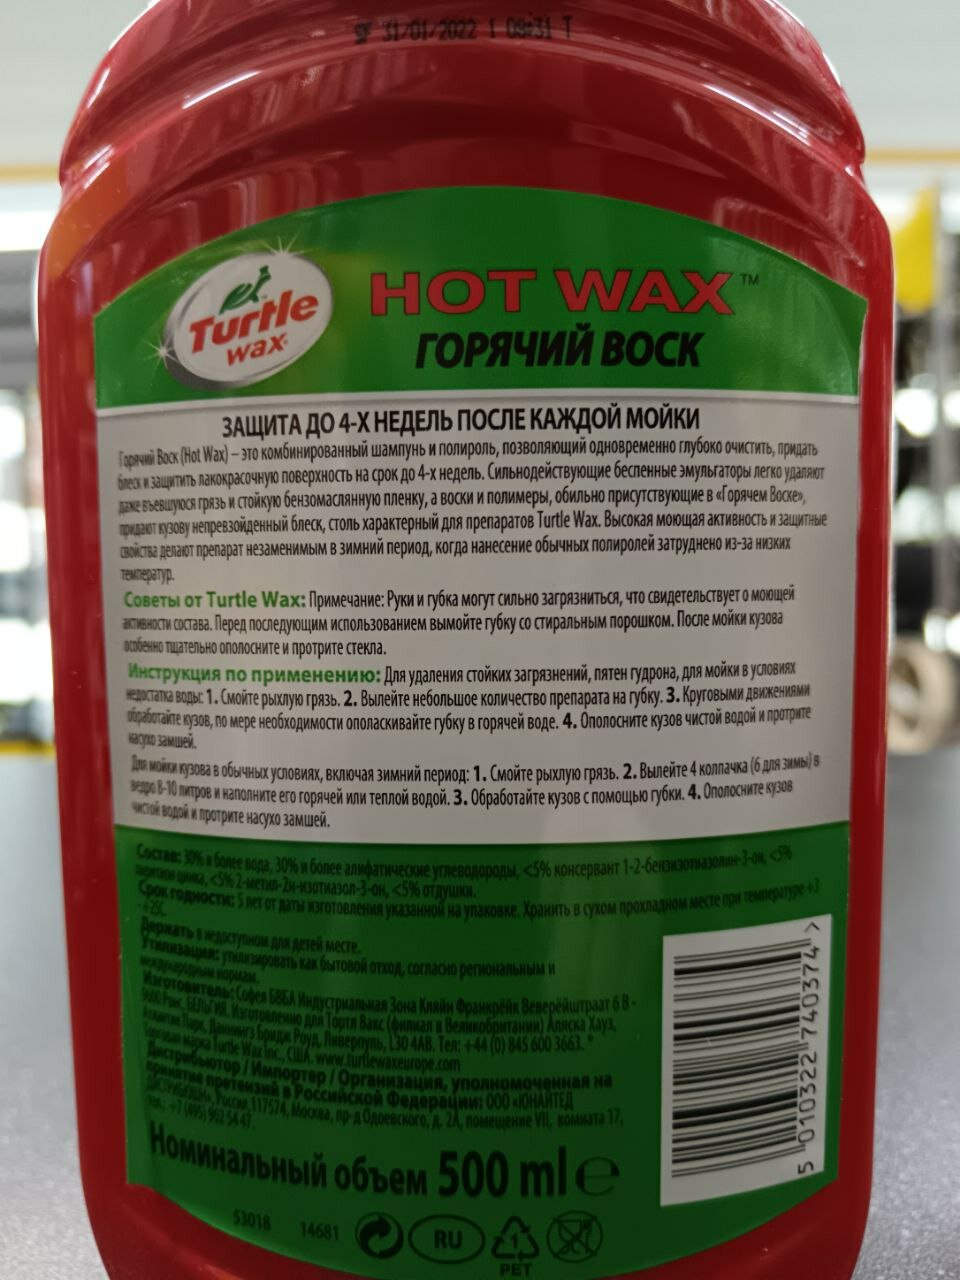 31/01/2022 T 09:31 T
Turtle
wax
HOT WAX™
ГОРЯЧИЙ ВОСК
ЗАЩИТА ДО 4-Х НЕДЕЛЬ ПОСЛЕ КАЖДОЙ МОЙКИ
Горячий Воск (Hot Wax) – это комбинированный шампунь и полироль, позволяющий одновременно глубоко очистить, придать
блеск и защитить лакокрасочную поверхность на срок до 4-х недель. Сильнодействующие беспенные эмульгаторы легко удаляют
даже въевшуюся грязь и стойкую бензомаслянную пленку, а воски и полимеры, обильно присутствующие в «Горячем Воске»,
придают кузову непревзойденный блеск, столь характерный для препаратов Turtle Wax. Высокая моющая активность и защитные
свойства делают препарат незаменимым в зимний период, когда нанесение обычных полиролей затруднено из-за низких
температур.
Советы от Turtle Wax: Примечание: Руки и губка могут сильно загрязниться, что свидетельствует о моющей
активности состава. Перед последующим использованием вымойте губку со стиральным порошком. После мойки кузова
особенно тщательно ополосните и протрите стекла.
Инструкция по применению: Для удаления стойких загрязнений, пятен гудрона, для мойки в условиях
недостатка воды: 1. Смойте рыхлую грязь. 2. Вылейте небольшое количество препарата на губку. 3. Круговыми движениями
обработайте кузов, по мере необходимости ополаскивайте губку в горячей воде. 4. Ополосните кузов чистой водой и протрите
насухо замшей.
Для мойки кузова в обычных условиях, включая зимний период: 1. Смойте рыхлую грязь. 2. Вылейте 4 колпачка (6 для зимы) в
ведро 8-10 литров и наполните его горячей или теплой водой. 3. Обработайте кузов с помощью губки. 4. Ополосните кузов
чистой водой и протрите насухо замшей.
Состав: 30% и более вода, 30% и более алифатические углеводороды, <5% консервант 1-2-бензизотиазолин-3-он, <5%
пиритион цинка, <5% 2-метил-2н-изотиазол-3-он, <5% отдушки.
Срок годности: 5 лет от даты изготовления указанной на упаковке. Хранить в сухом прохладном месте при температуре +3
- +25С.
Держать в недоступном для детей месте.
Утилизация: утилизировать как бытовой отход, согласно региональным и
международным нормам.
Изготовитель: Софея БВБА Индустриальная Зона Кляйн Франкрёйк Веверёйштраат 6 В -
9600 Ронс, БЕЛЬГИЯ. Изготовленно для Тортл Вакс (филиал в Великобритании) Аляска Хауз,
Атлантик Парк, Даннингз Бридж Роуд, Ливерпуль, L30 4AB. Тел: +44 (0) 845 600 3663. ®
Торговая марка Turtle Wax Inc., США. www.turtlewaxeurope.com
Дистрибьютор / Импортер / Организация, уполномоченная на
принятие претензий в Российской Федерации: ООО «ЮНАЙТЕД
ДИСТРИБЮШН», Россия,117574, Москва, пр-д Одоевского, д. 2А, помещение VII, комната 17,
тел.: +7 (495) 902 54 47.
Номинальный объем 500 ml ℮
5 010322 740374 >
53018 14681
RU
1
PET